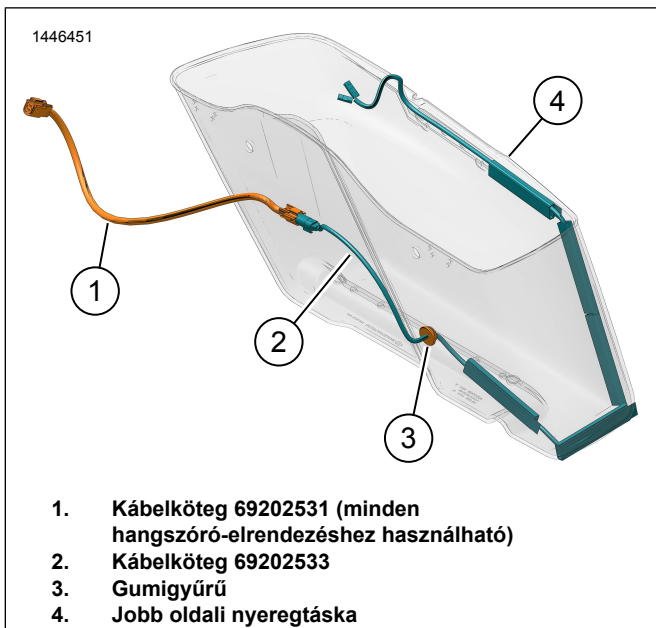 1446451
4
1
2
3
1. Kábelköteg 69202531 (minden
hangszóró-elrendezéshez használható)
2. Kábelköteg 69202533
3. Gumigyűrű
4. Jobb oldali nyeregtáska